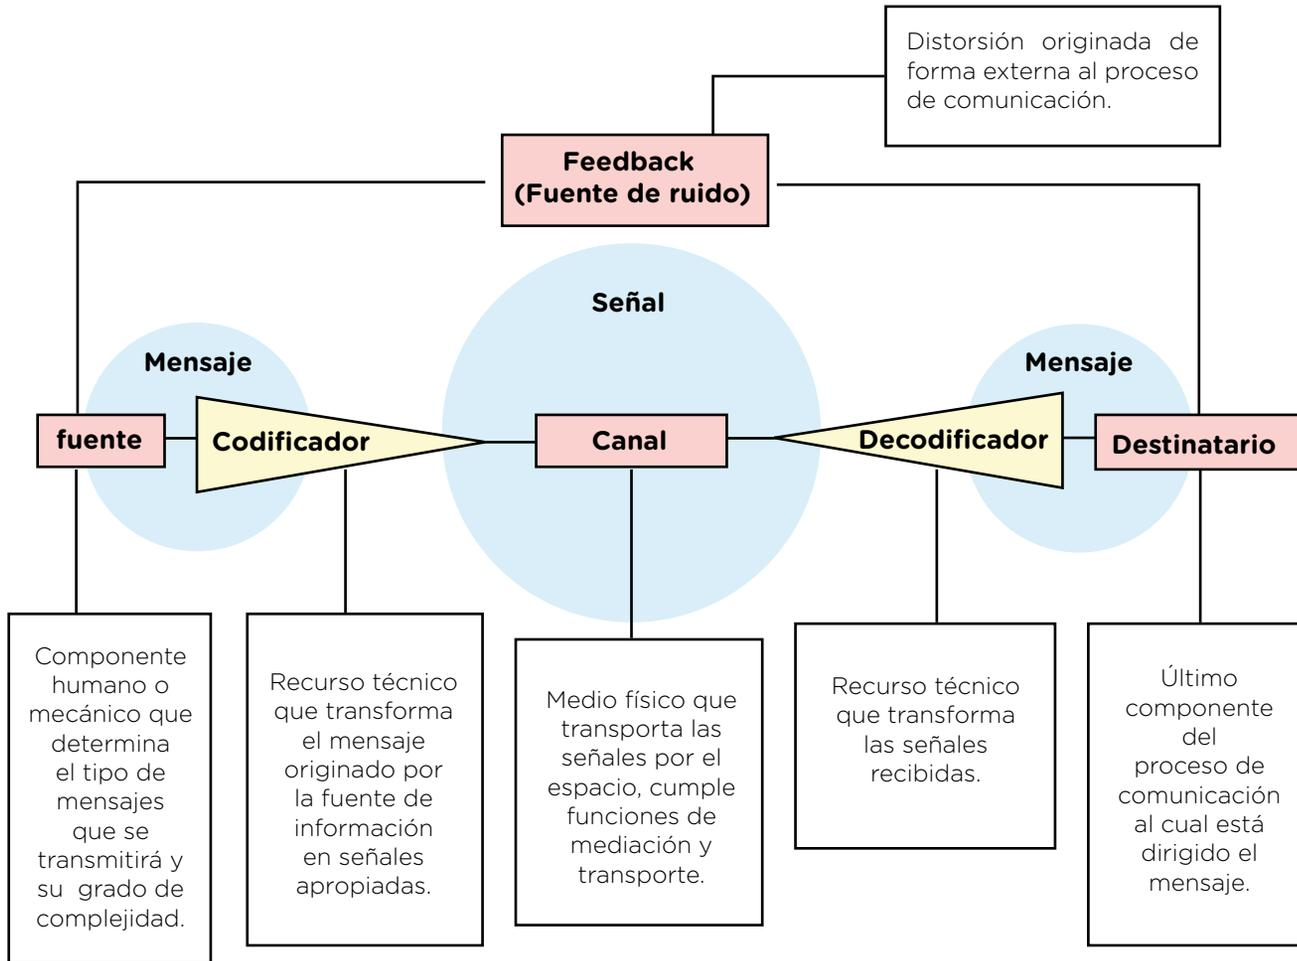 Distorsión originada de
forma externa al proceso
de comunicación.
Feedback
(Fuente de ruido)
Señal
Mensaje
Mensaje
fuente
Codificador
Canal
Decodificador
Destinatario
Componente
humano o
mecánico que
determina
el tipo de
mensajes
que se
transmitirá y
su grado de
complejidad.
Recurso técnico
que transforma
el mensaje
originado por
la fuente de
información
en señales
apropiadas.
Medio físico que
transporta las
señales por el
espacio, cumple
funciones de
mediación y
transporte.
Recurso técnico
que transforma
las señales
recibidas.
Último
componente
del
proceso de
comunicación
al cual está
dirigido el
mensaje.